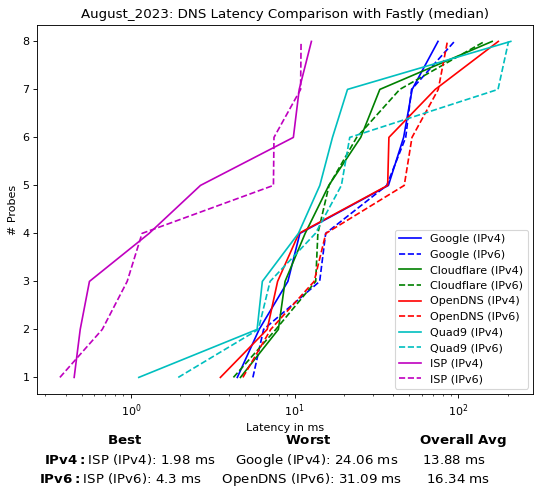 August_2023: DNS Latency Comparison with Fastly (median)
8
7
6
5
4
3
2
1
# Probes
Google (IPv4)
Google (IPv6)
Cloudflare (IPv4)
Cloudflare (IPv6)
OpenDNS (IPv4)
OpenDNS (IPv6)
Quad9 (IPv4)
Quad9 (IPv6)
ISP (IPv4)
ISP (IPv6)
10⁰ 10¹ 10²
Latency in ms
Best Worst Overall Avg
IPv4: ISP (IPv4): 1.98 ms Google (IPv4): 24.06 ms 13.88 ms
IPv6: ISP (IPv6): 4.3 ms OpenDNS (IPv6): 31.09 ms 16.34 ms